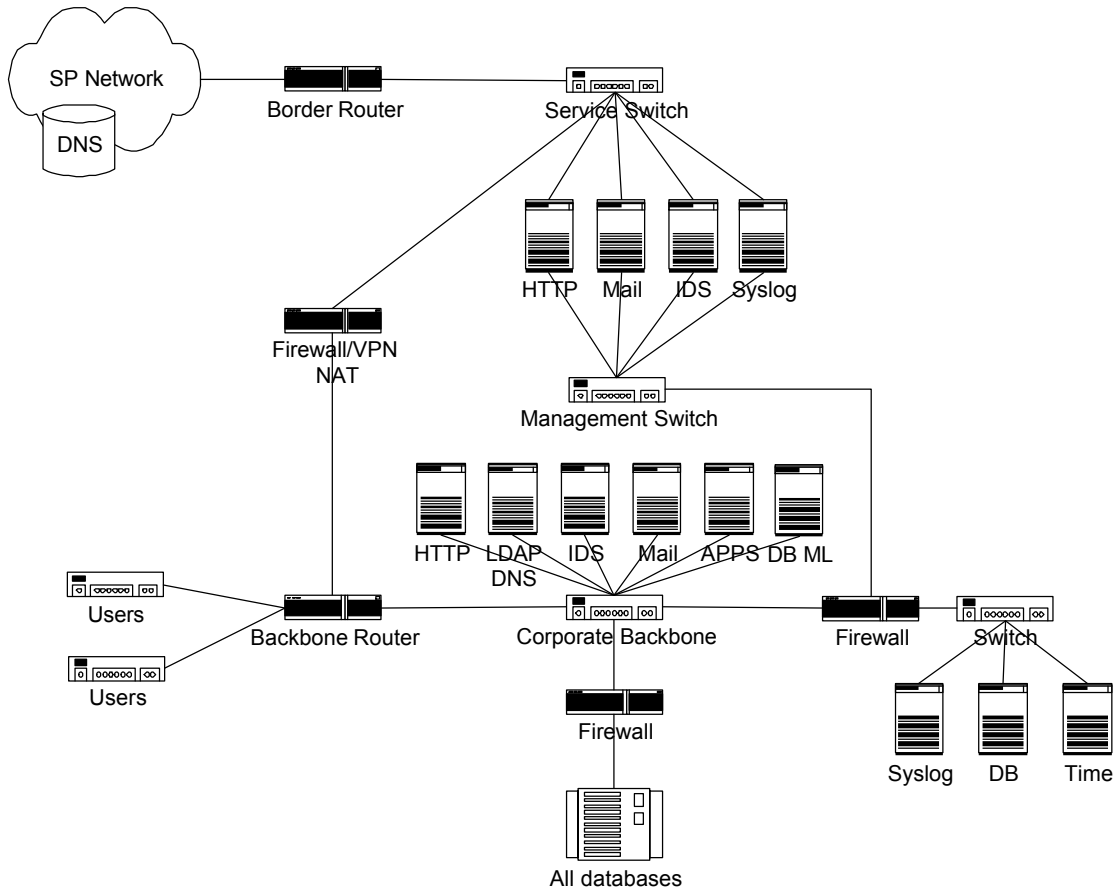 SP Network
DNS
Border Router
Service Switch
HTTP
Mail
IDS
Syslog
Firewall/VPN
NAT
Management Switch
HTTP
LDAP
DNS
IDS
Mail
APPS
DB ML
Users
Users
Backbone Router
Corporate Backbone
Firewall
Switch
Firewall
Syslog
DB
Time
All databases